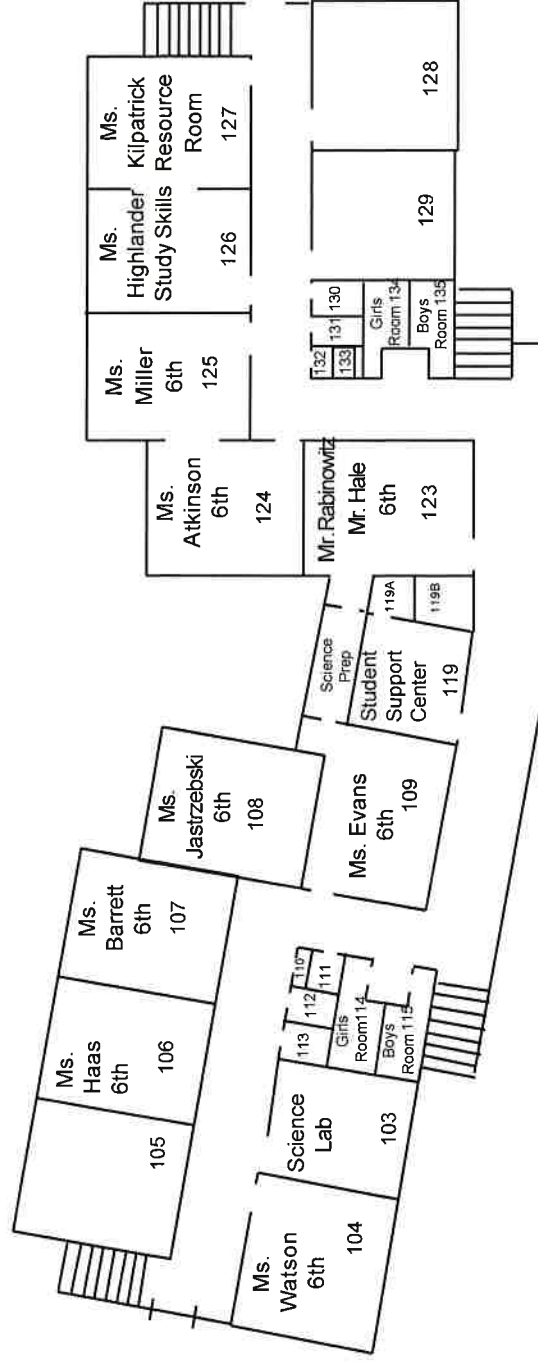 Ms.
Kilpatrick
Resource
Room
127
Ms.
Highlander
Study Skills
126
Ms.
Miller
6th
125
Ms.
Atkinson
6th
124
Mr. Rabinowitz
Mr. Hale
6th
123
128
129
130
131
132
133
Girls
Room 134
Boys
Room 135
119A
119B
Science
Prep
Student
Support
Center
119
Ms. Evans
6th
109
Ms.
Jastrzebski
6th
108
Ms.
Barrett
6th
107
Ms.
Haas
6th
106
105
110
111
112
113
Girls
Room114
Boys
Room 115
Science
Lab
103
Ms.
Watson
6th
104